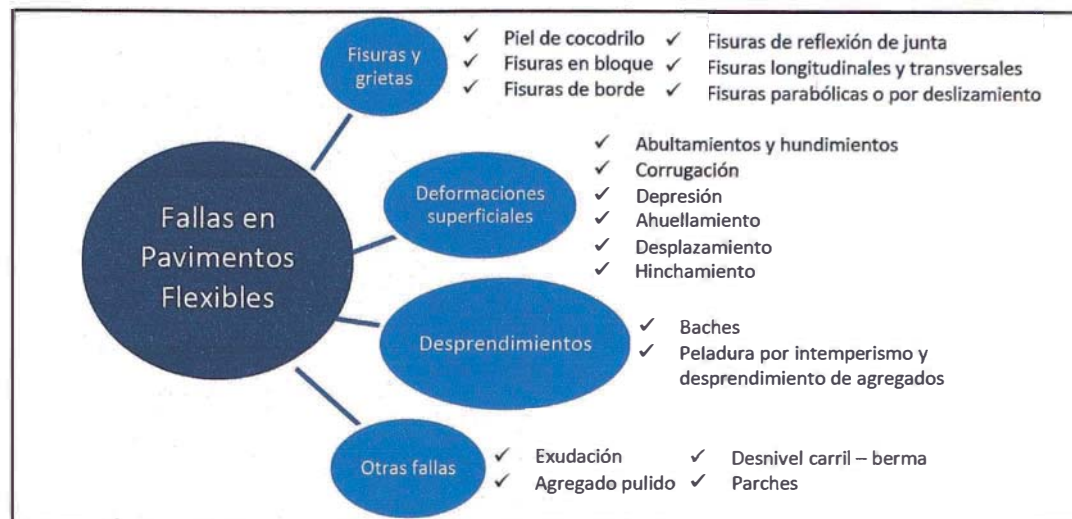 Fallas en
Pavimentos
Flexibles
Fisuras y
grietas
✓ Piel de cocodrilo
✓ Fisuras en bloque
✓ Fisuras de borde
✓ Fisuras de reflexión de junta
✓ Fisuras longitudinales y transversales
✓ Fisuras parabólicas o por deslizamiento
Deformaciones
superficiales
✓ Abultamientos y hundimientos
✓ Corrugación
✓ Depresión
✓ Ahuellamiento
✓ Desplazamiento
✓ Hinchamiento
Desprendimientos
✓ Baches
✓ Peladura por intemperismo y
desprendimiento de agregados
Otras fallas
✓ Exudación
✓ Agregado pulido
✓ Desnivel carril – berma
✓ Parches